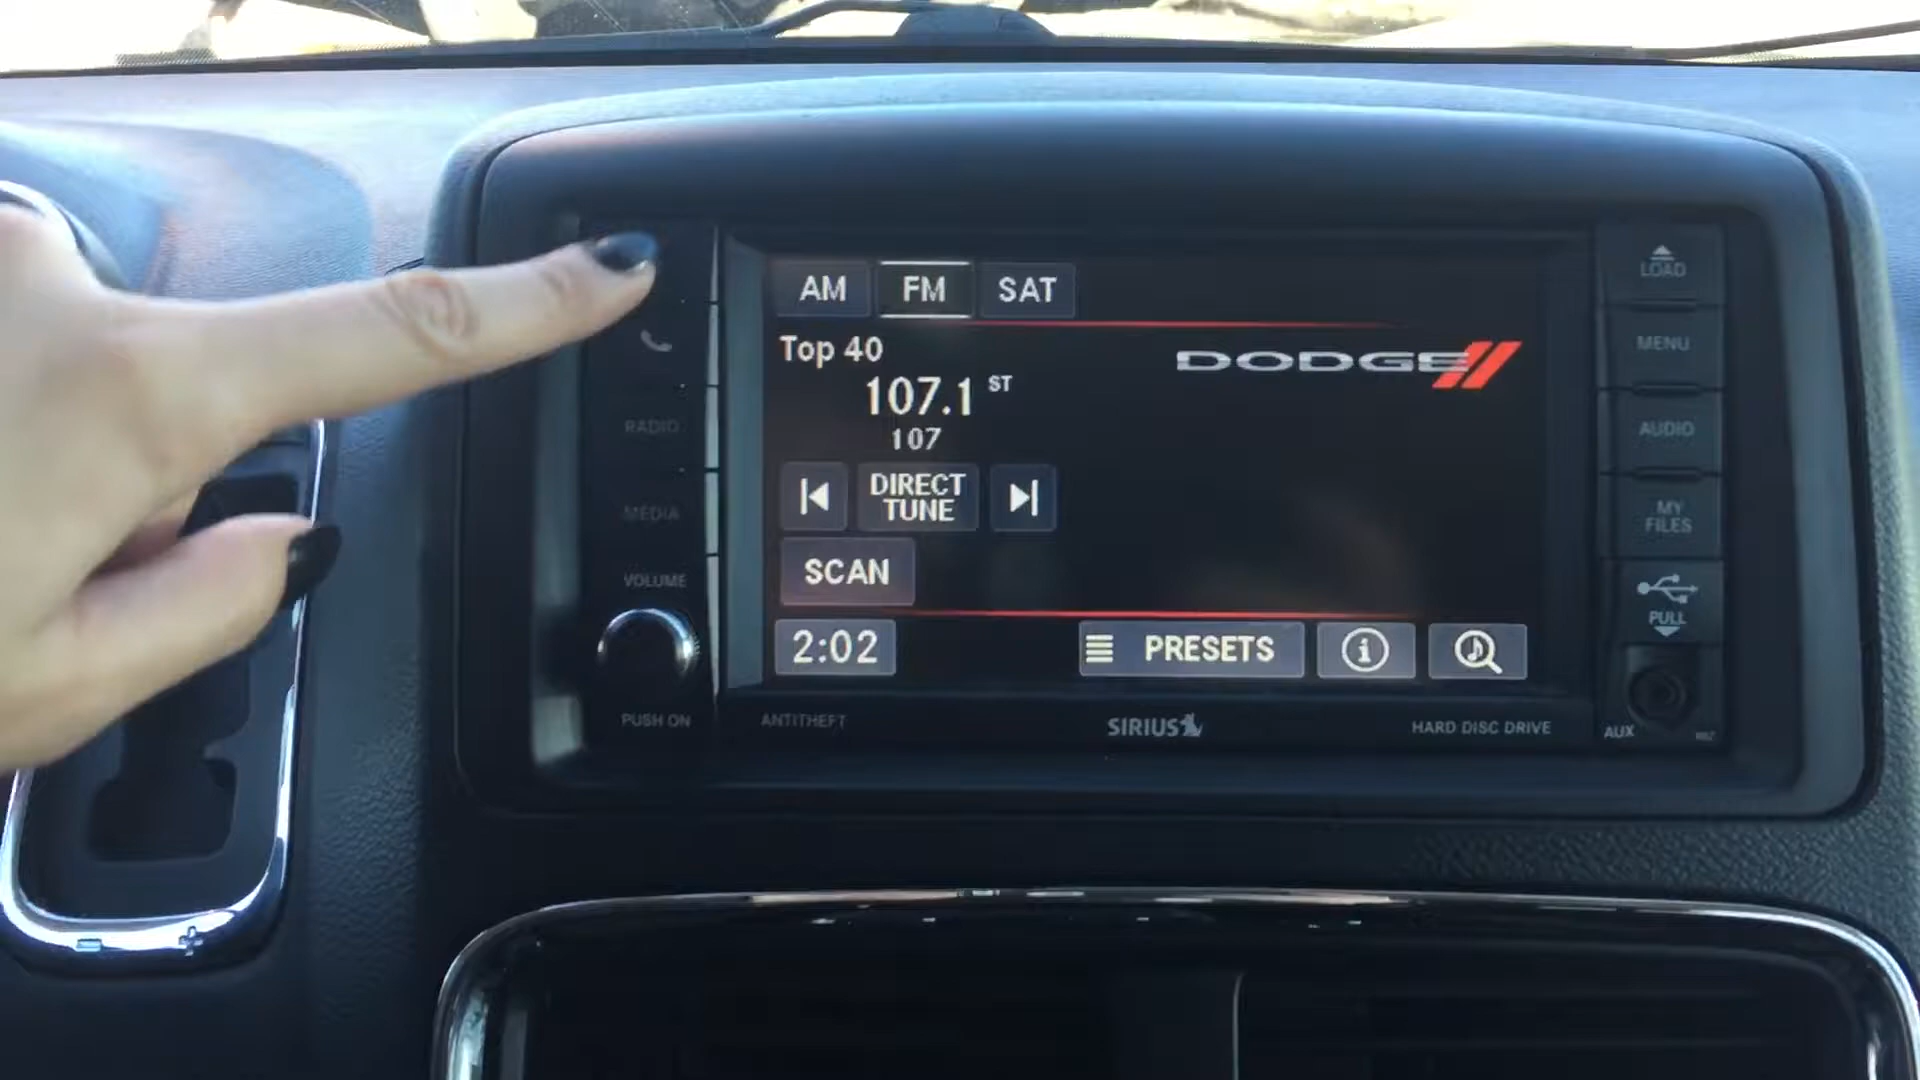 AM FM SAT
Top 40
107.1 ST
107
DIRECT
TUNE
SCAN
2:02 PRESETS i
DODGE
RADIO
MEDIA
VOLUME
PUSH ON
ANTITHEFT
SIRIUS
HARD DISC DRIVE
LOAD
MENU
AUDIO
MY
FILES
PULL
AUX